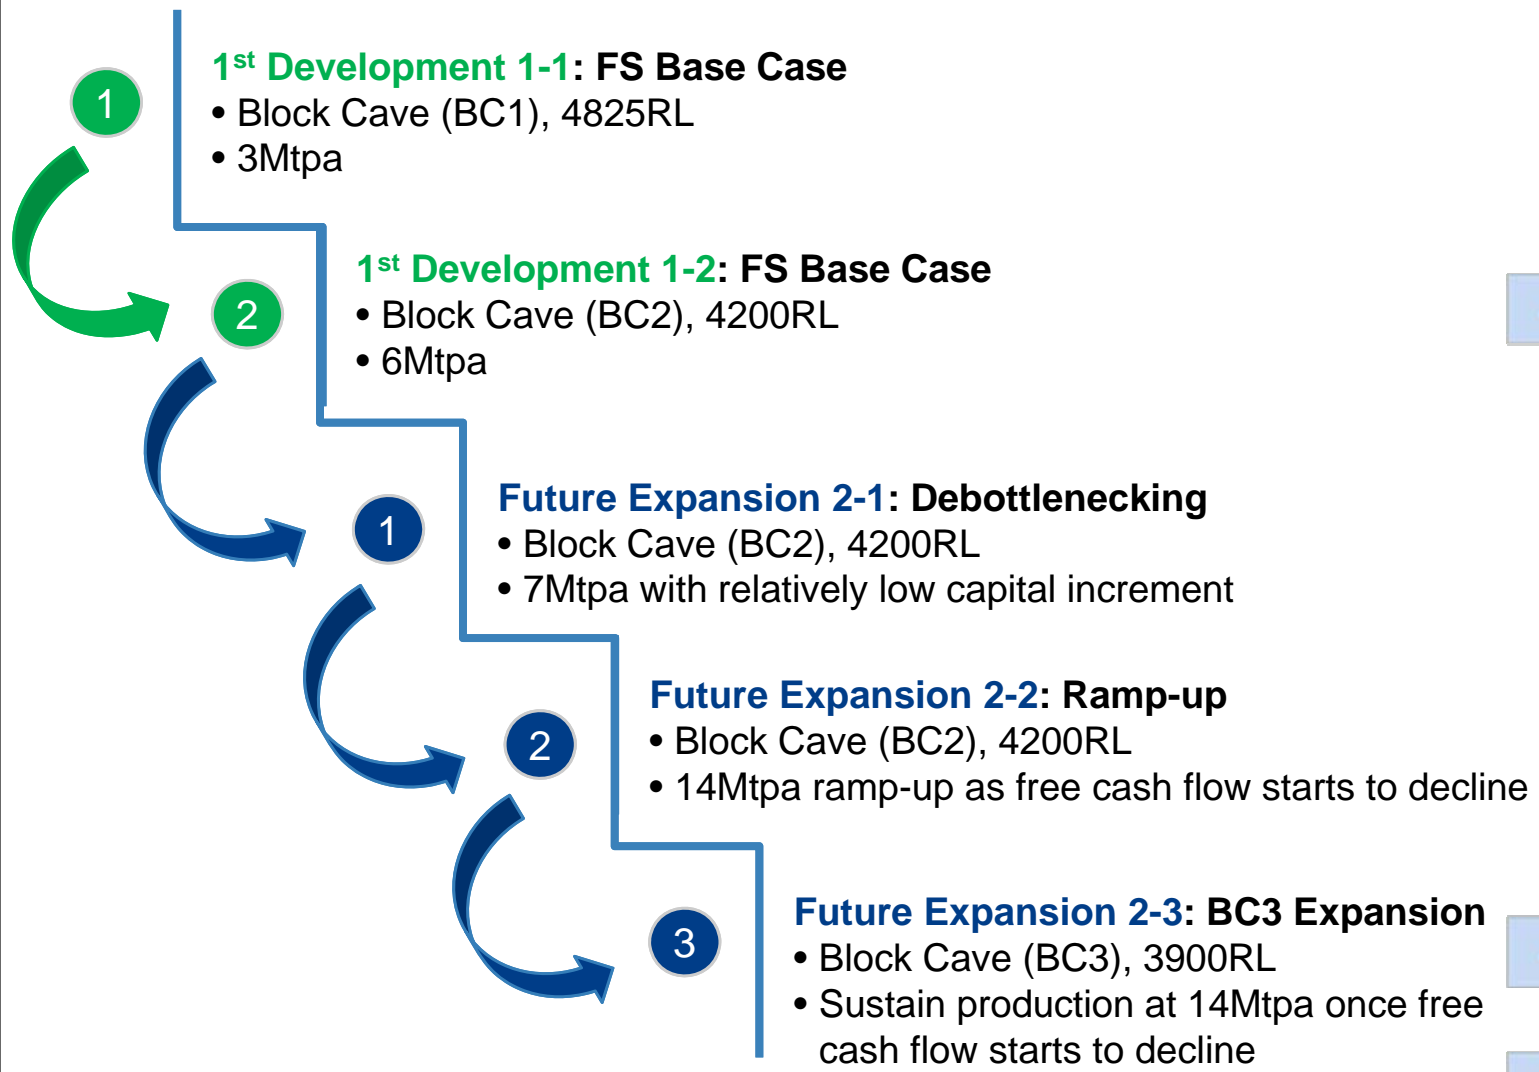 1
1st Development 1-1: FS Base Case
• Block Cave (BC1), 4825RL
• 3Mtpa
2
1st Development 1-2: FS Base Case
• Block Cave (BC2), 4200RL
• 6Mtpa
1
Future Expansion 2-1: Debottlenecking
• Block Cave (BC2), 4200RL
• 7Mtpa with relatively low capital increment
2
Future Expansion 2-2: Ramp-up
• Block Cave (BC2), 4200RL
• 14Mtpa ramp-up as free cash flow starts to decline
3
Future Expansion 2-3: BC3 Expansion
• Block Cave (BC3), 3900RL
• Sustain production at 14Mtpa once free
cash flow starts to decline